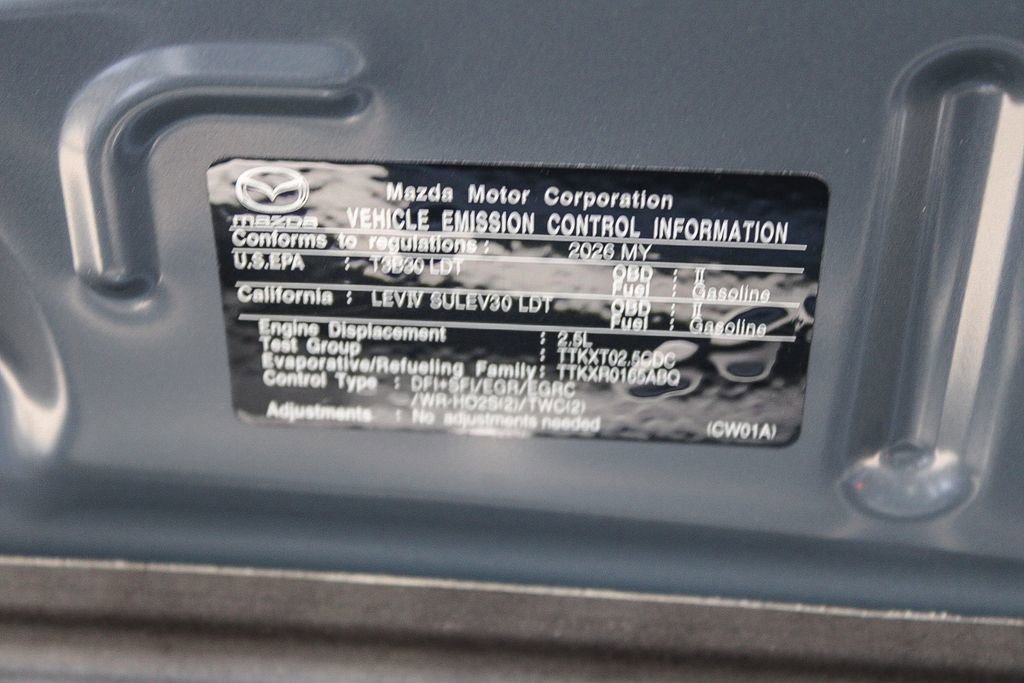 mazda
Mazda Motor Corporation
VEHICLE EMISSION CONTROL INFORMATION
Conforms to regulations : 2026 MY
U.S.EPA : T3B30 LDT OBD : II
Fuel : Gasoline
California : LEVIV SULEV30 LDT OBD : II
Fuel : Gasoline
Engine Displacement : 2.5L
Test Group : TTKXT02.5CDC
Evaporative/Refueling Family : TTKXR0165ABQ
Control Type : DFI+SFI/EGR/EGRC
/WR-HO2S(2)/TWC(2)
Adjustments : No adjustments needed
(CW01A)